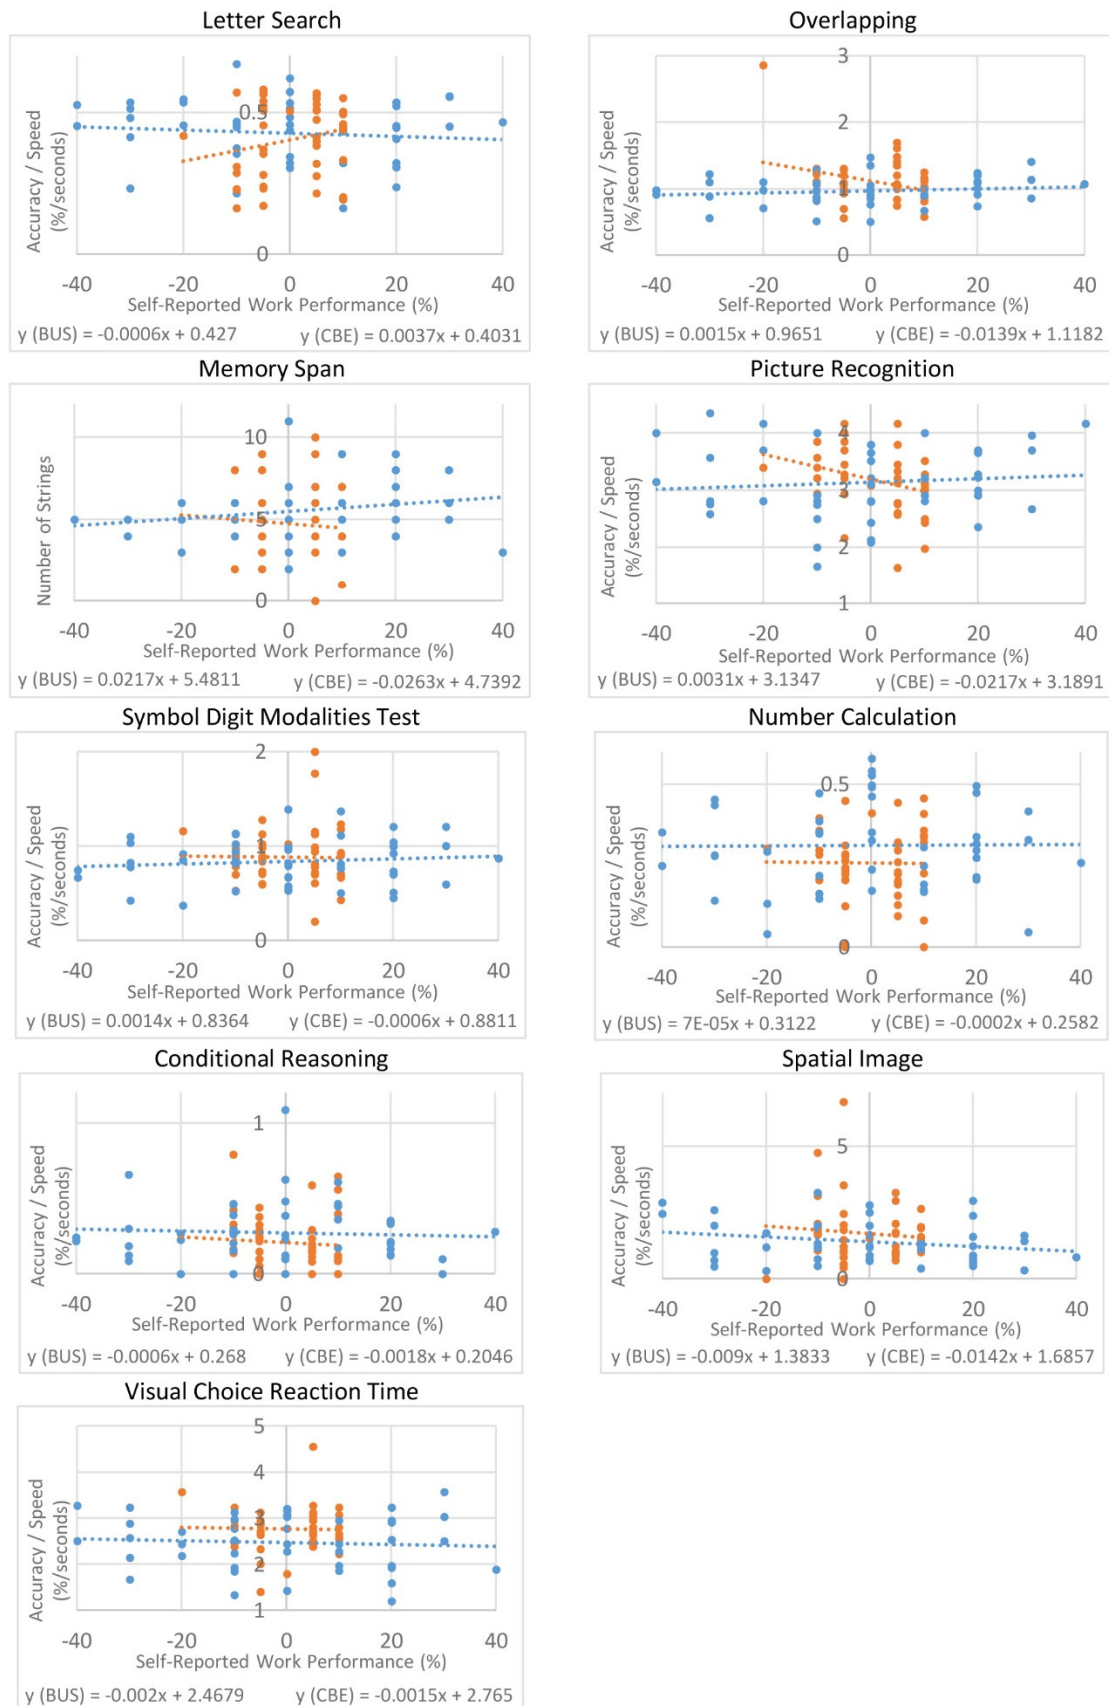 Letter Search
Accuracy / Speed
(%/seconds)
0.5
0
-40 -20 0 20 40
Self-Reported Work Performance (%)
y (BUS) = -0.0006x + 0.427 y (CBE) = 0.0037x + 0.4031
Overlapping
Accuracy / Speed
(%/seconds)
3
2
1
0
-40 -20 0 20 40
Self-Reported Work Performance (%)
y (BUS) = 0.0015x + 0.9651 y (CBE) = -0.0139x + 1.1182
Memory Span
Number of Strings
10
5
0
-40 -20 0 20 40
Self-Reported Work Performance (%)
y (BUS) = 0.0217x + 5.4811 y (CBE) = -0.0263x + 4.7392
Picture Recognition
Accuracy / Speed
(%/seconds)
4
3
2
1
-40 -20 0 20 40
Self-Reported Work Performance (%)
y (BUS) = 0.0031x + 3.1347 y (CBE) = -0.0217x + 3.1891
Symbol Digit Modalities Test
Accuracy / Speed
(%/seconds)
2
1
0
-40 -20 0 20 40
Self-Reported Work Performance (%)
y (BUS) = 0.0014x + 0.8364 y (CBE) = -0.0006x + 0.8811
Number Calculation
Accuracy / Speed
(%/seconds)
0.5
0
-40 -20 0 20 40
Self-Reported Work Performance (%)
y (BUS) = 7E-05x + 0.3122 y (CBE) = -0.0002x + 0.2582
Conditional Reasoning
Accuracy / Speed
(%/seconds)
1
0
-40 -20 0 20 40
Self-Reported Work Performance (%)
y (BUS) = -0.0006x + 0.268 y (CBE) = -0.0018x + 0.2046
Spatial Image
Accuracy / Speed
(%/seconds)
5
0
-40 -20 0 20 40
Self-Reported Work Performance (%)
y (BUS) = -0.009x + 1.3833 y (CBE) = -0.0142x + 1.6857
Visual Choice Reaction Time
Accuracy / Speed
(%/seconds)
5
4
3
2
1
-40 -20 0 20 40
Self-Reported Work Performance (%)
y (BUS) = -0.002x + 2.4679 y (CBE) = -0.0015x + 2.765